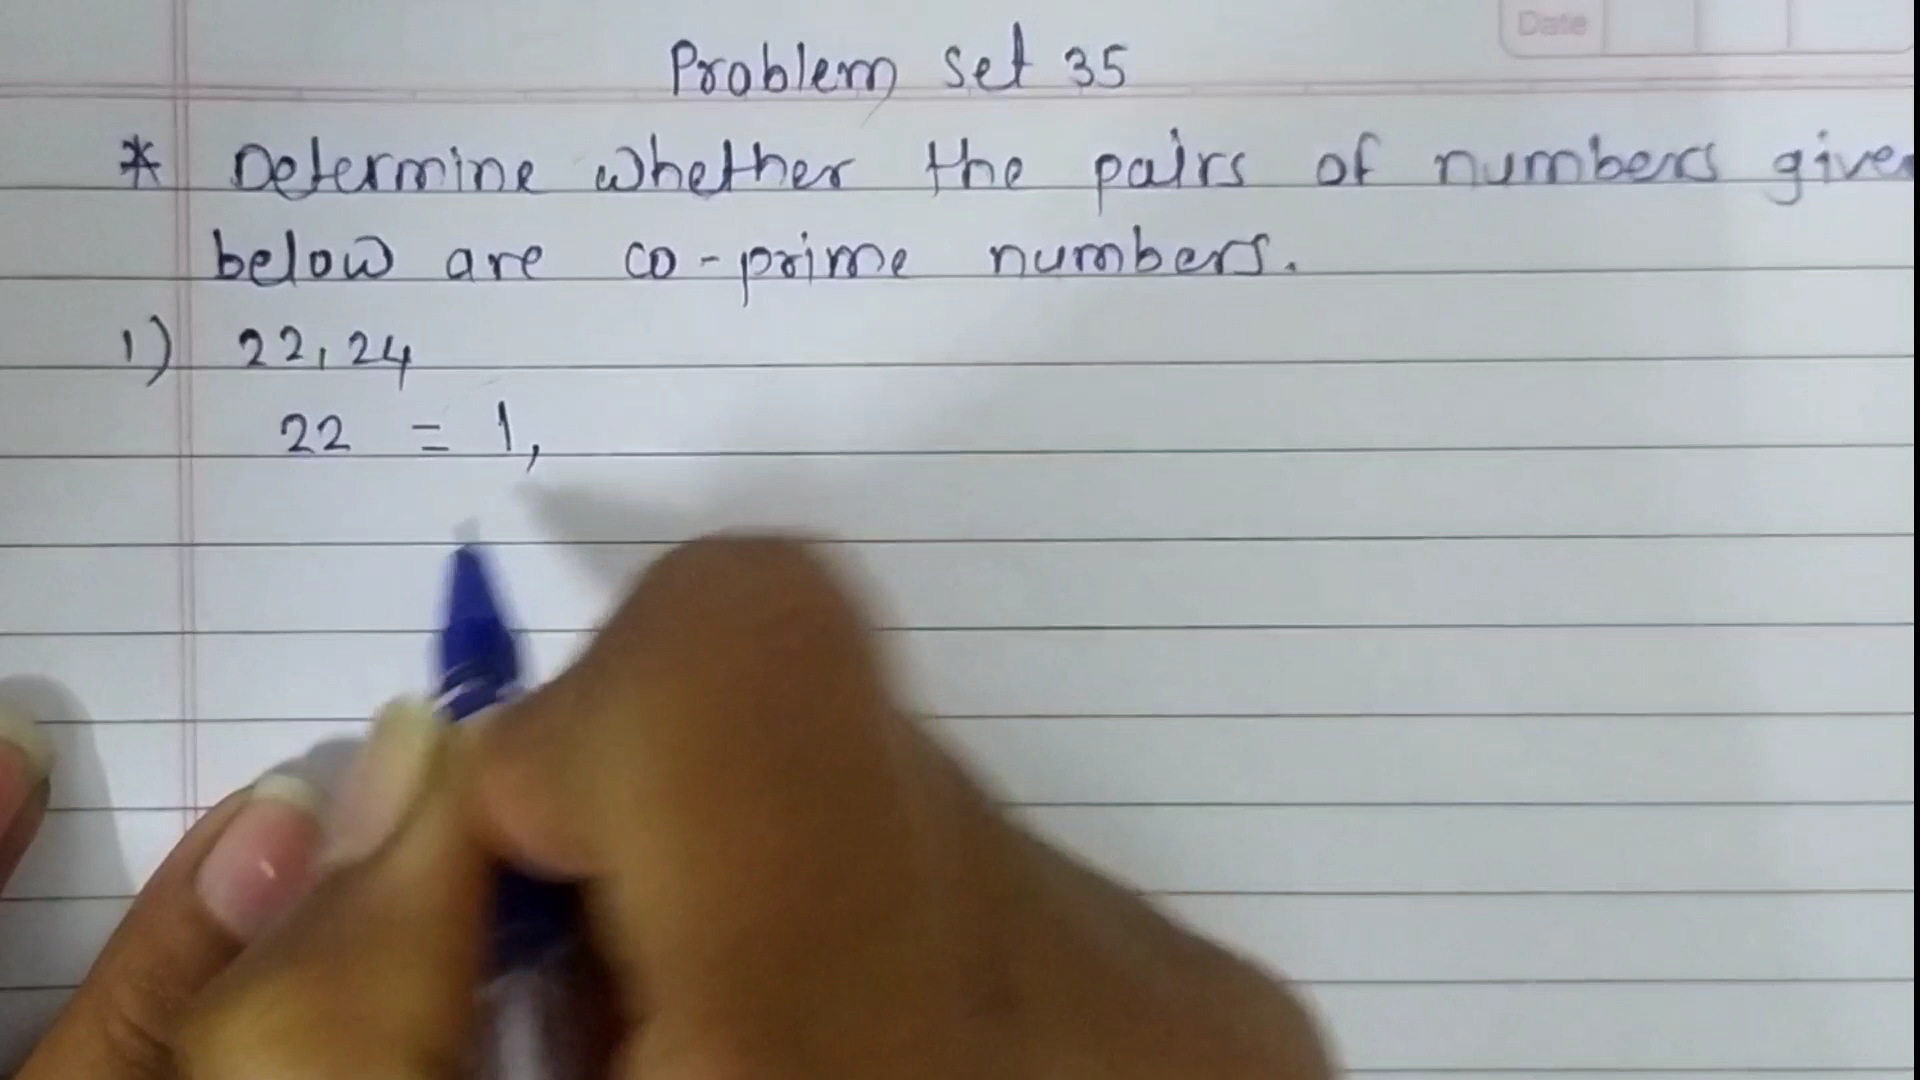 Date
Problem set 35
* Determine whether the pairs of numbers given
below are co-prime numbers.
1) 22, 24
22 = 1,